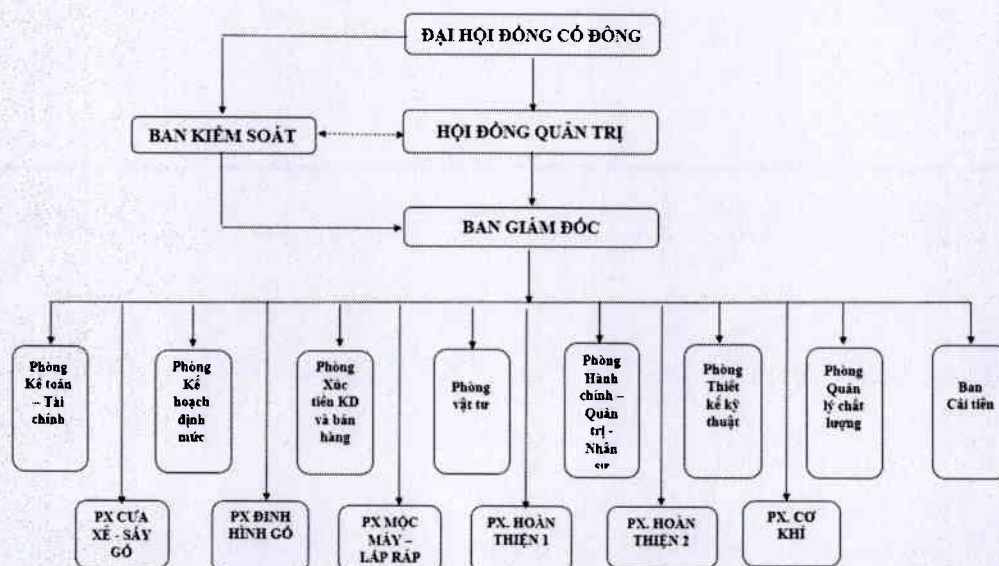 ĐẠI HỘI ĐỒNG CỔ ĐÔNG
BAN KIỂM SOÁT
HỘI ĐỒNG QUẢN TRỊ
BAN GIÁM ĐỐC
Phòng
Kế toán
– Tài
chính
Phòng
Kế
hoạch
định
mức
Phòng
Xúc
tiến KD
và bán
hàng
Phòng
vật tư
Phòng
Hành
chính –
Quản
trị -
Nhân
sự
Phòng
Thiết
kế kỹ
thuật
Phòng
Quản
lý chất
lượng
Ban
Cải tiến
PX CƯA
XẺ - SẤY
GỖ
PX ĐỊNH
HÌNH GỖ
PX MỘC
MÁY –
LẮP RÁP
PX. HOÀN
THIỆN 1
PX. HOÀN
THIỆN 2
PX. CƠ
KHÍ